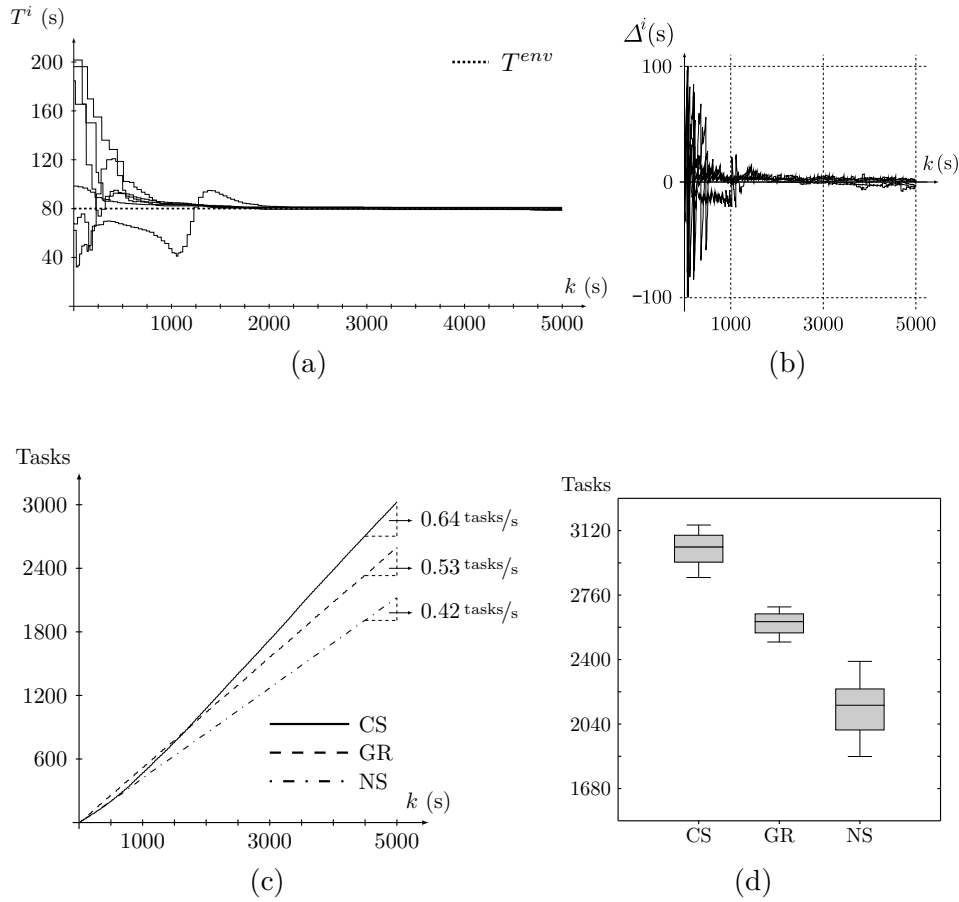 T^i (s)
200
160
120
80
40
T^env
k (s)
1000
2000
3000
4000
5000
(a)
Δ^i(s)
100
0
−100
k(s)
1000
3000
5000
(b)
Tasks
3000
2400
1800
1200
600
0.64 tasks/s
0.53 tasks/s
0.42 tasks/s
CS
GR
NS
k (s)
1000
2000
3000
4000
5000
(c)
Tasks
3120
2760
2400
2040
1680
CS
GR
NS
(d)